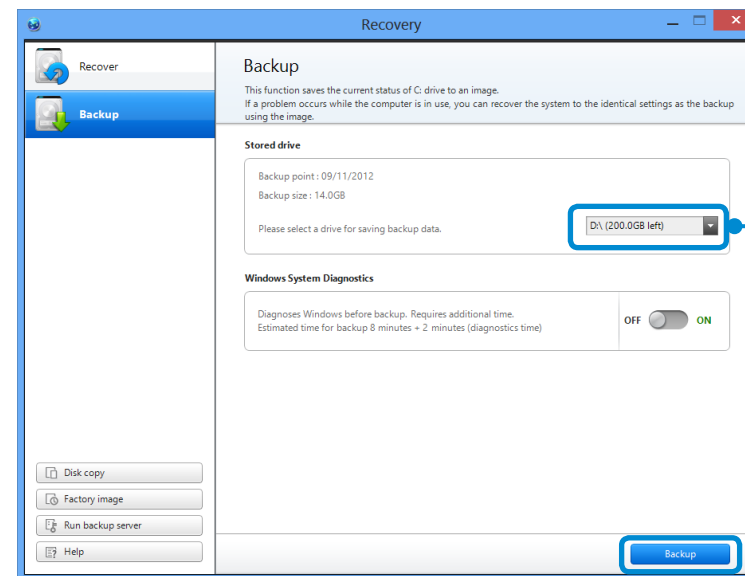 Recovery
Recover
Backup
Backup
This function saves the current status of C: drive to an image.
If a problem occurs while the computer is in use, you can recover the system to the identical settings as the backup
using the image.
Stored drive
Backup point : 09/11/2012
Backup size : 14.0GB
Please select a drive for saving backup data.
D:\ (200.0GB left)
Windows System Diagnostics
Diagnoses Windows before backup. Requires additional time.
Estimated time for backup 8 minutes + 2 minutes (diagnostics time)
OFF ON
Disk copy
Factory image
Run backup server
Help
Backup